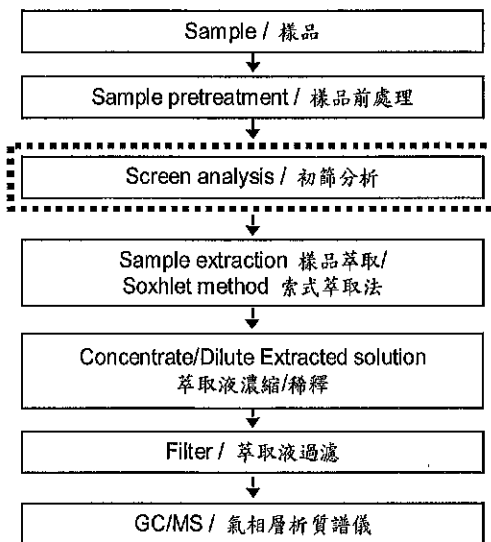 Sample / 樣品
Sample pretreatment / 樣品前處理
Screen analysis / 初篩分析
Sample extraction 樣品萃取/
Soxhlet method 索式萃取法
Concentrate/Dilute Extracted solution
萃取液濃縮/稀釋
Filter / 萃取液過濾
GC/MS / 氣相層析質譜儀